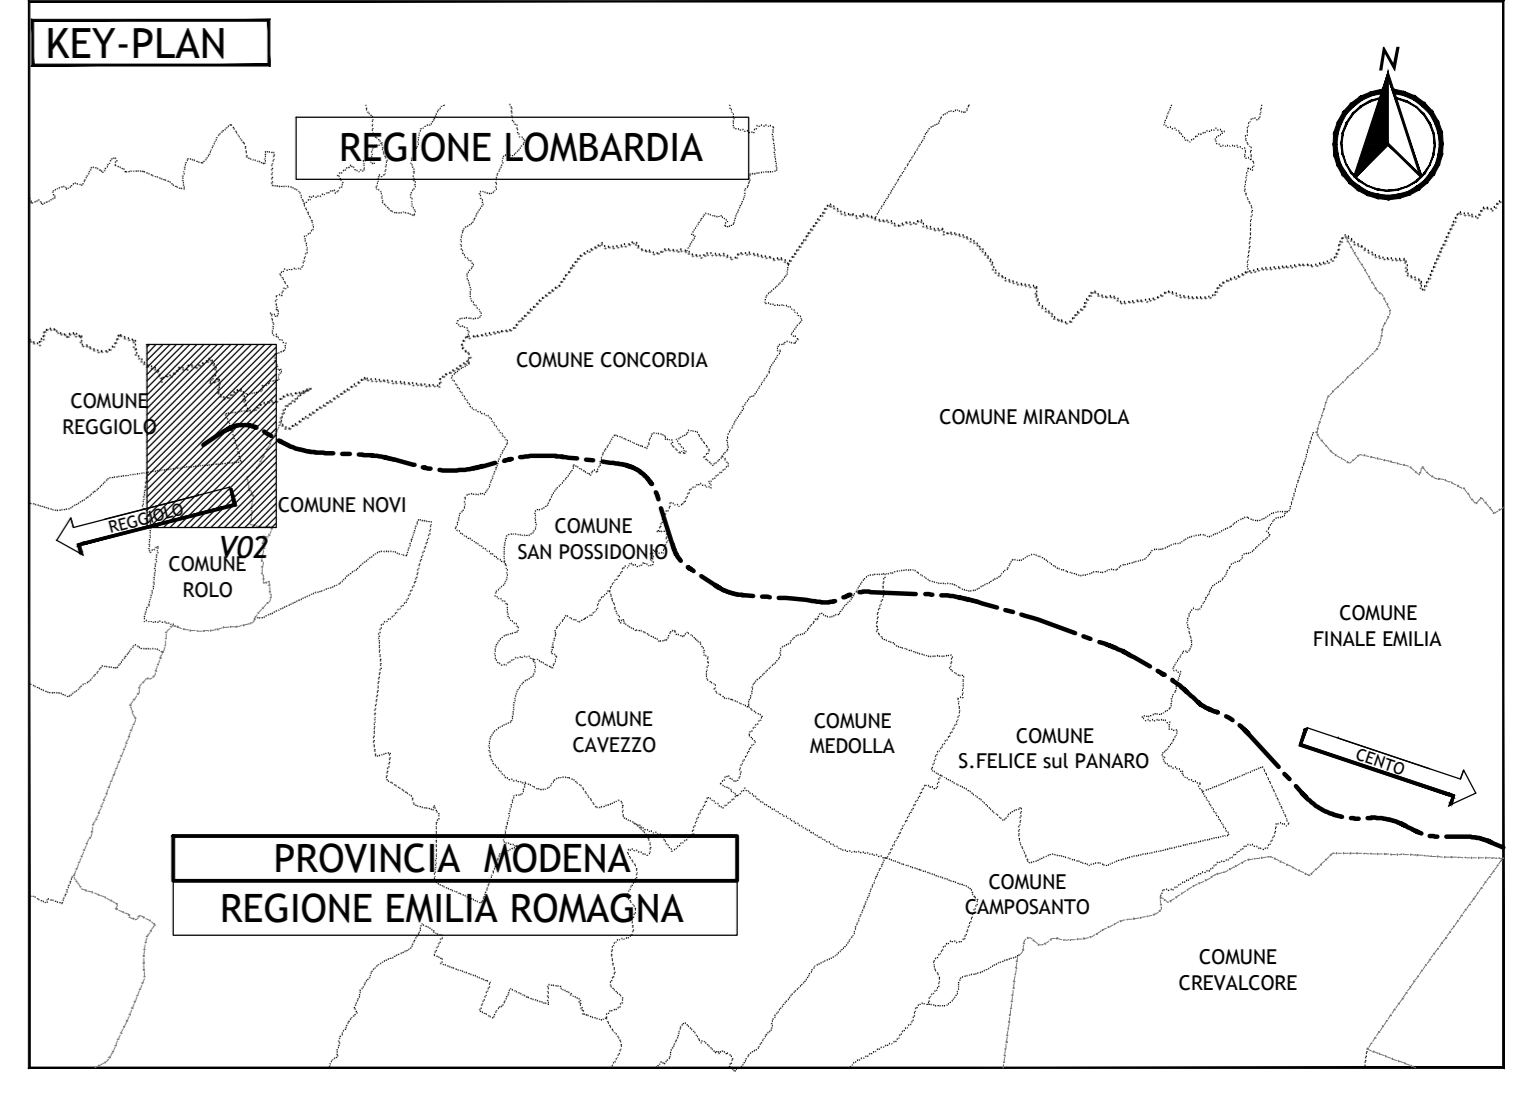 KEY-PLAN
N
REGIONE LOMBARDIA
COMUNE CONCORDIA
COMUNE
REGGIOLO
COMUNE MIRANDOLA
COMUNE NOVI
REGGIOLO
COMUNE
SAN POSSIDONIO
V02
COMUNE
ROLO
COMUNE
FINALE EMILIA
COMUNE
CAVEZZO
COMUNE
MEDOLLA
COMUNE
S.FELICE sul PANARO
CENTO
PROVINCIA MODENA
REGIONE EMILIA ROMAGNA
COMUNE
CAMPOSANTO
COMUNE
CREVALCORE